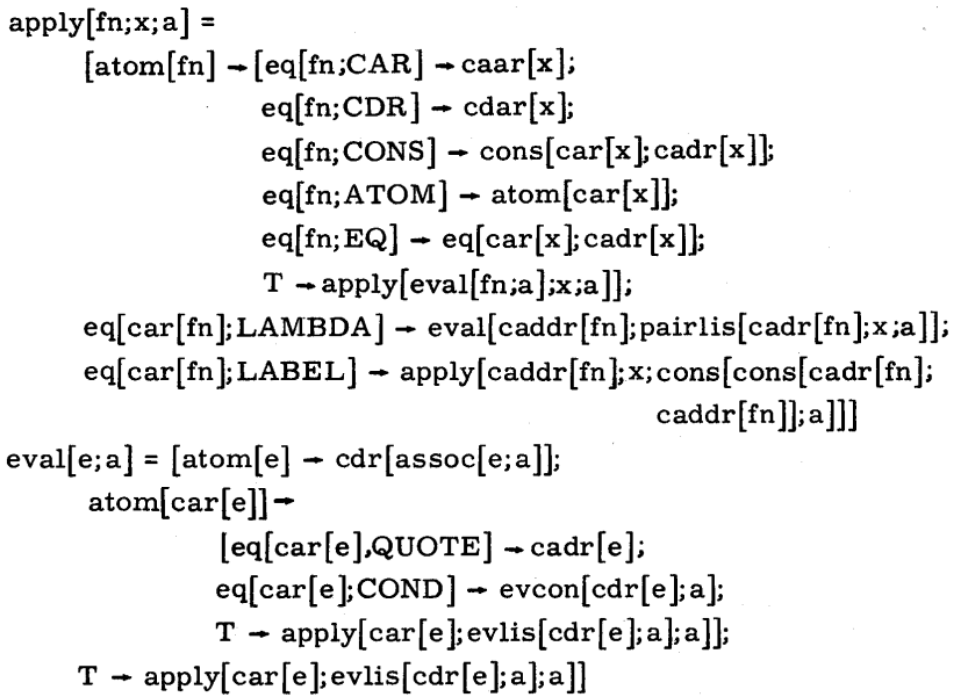 apply[fn;x;a] =
[atom[fn] → [eq[fn;CAR] → caar[x];
eq[fn;CDR] → cdar[x];
eq[fn;CONS] → cons[car[x];cadr[x]];
eq[fn;ATOM] → atom[car[x]];
eq[fn;EQ] → eq[car[x];cadr[x]];
T → apply[eval[fn;a];x;a]];
eq[car[fn];LAMBDA] → eval[caddr[fn];pairlis[cadr[fn];x;a]];
eq[car[fn];LABEL] → apply[caddr[fn];x;cons[cons[cadr[fn];
caddr[fn]];a]]]
eval[e;a] = [atom[e] → cdr[assoc[e;a]];
atom[car[e]] →
[eq[car[e],QUOTE] → cadr[e];
eq[car[e];COND] → evcon[cdr[e];a];
T → apply[car[e];evlis[cdr[e];a];a]];
T → apply[car[e];evlis[cdr[e];a];a]]